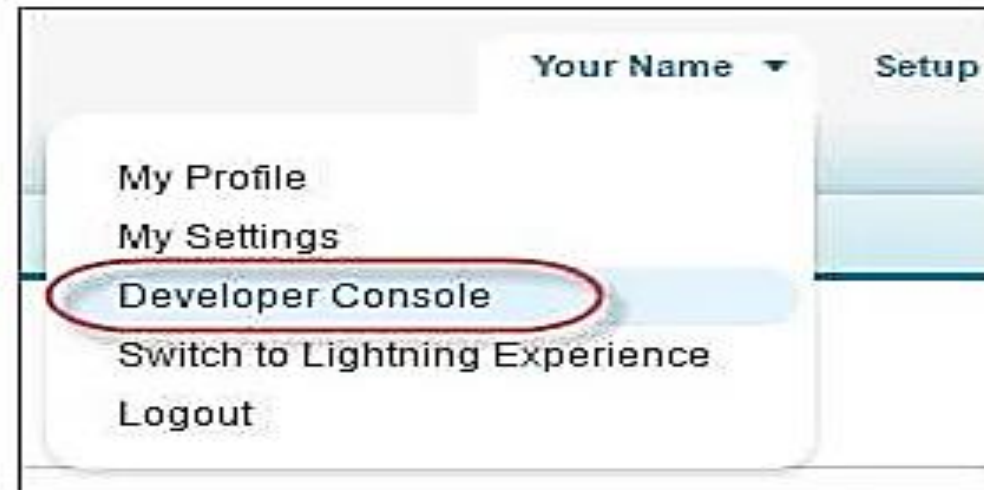 Your Name Setup
My Profile
My Settings
Developer Console
Switch to Lightning Experience
Logout